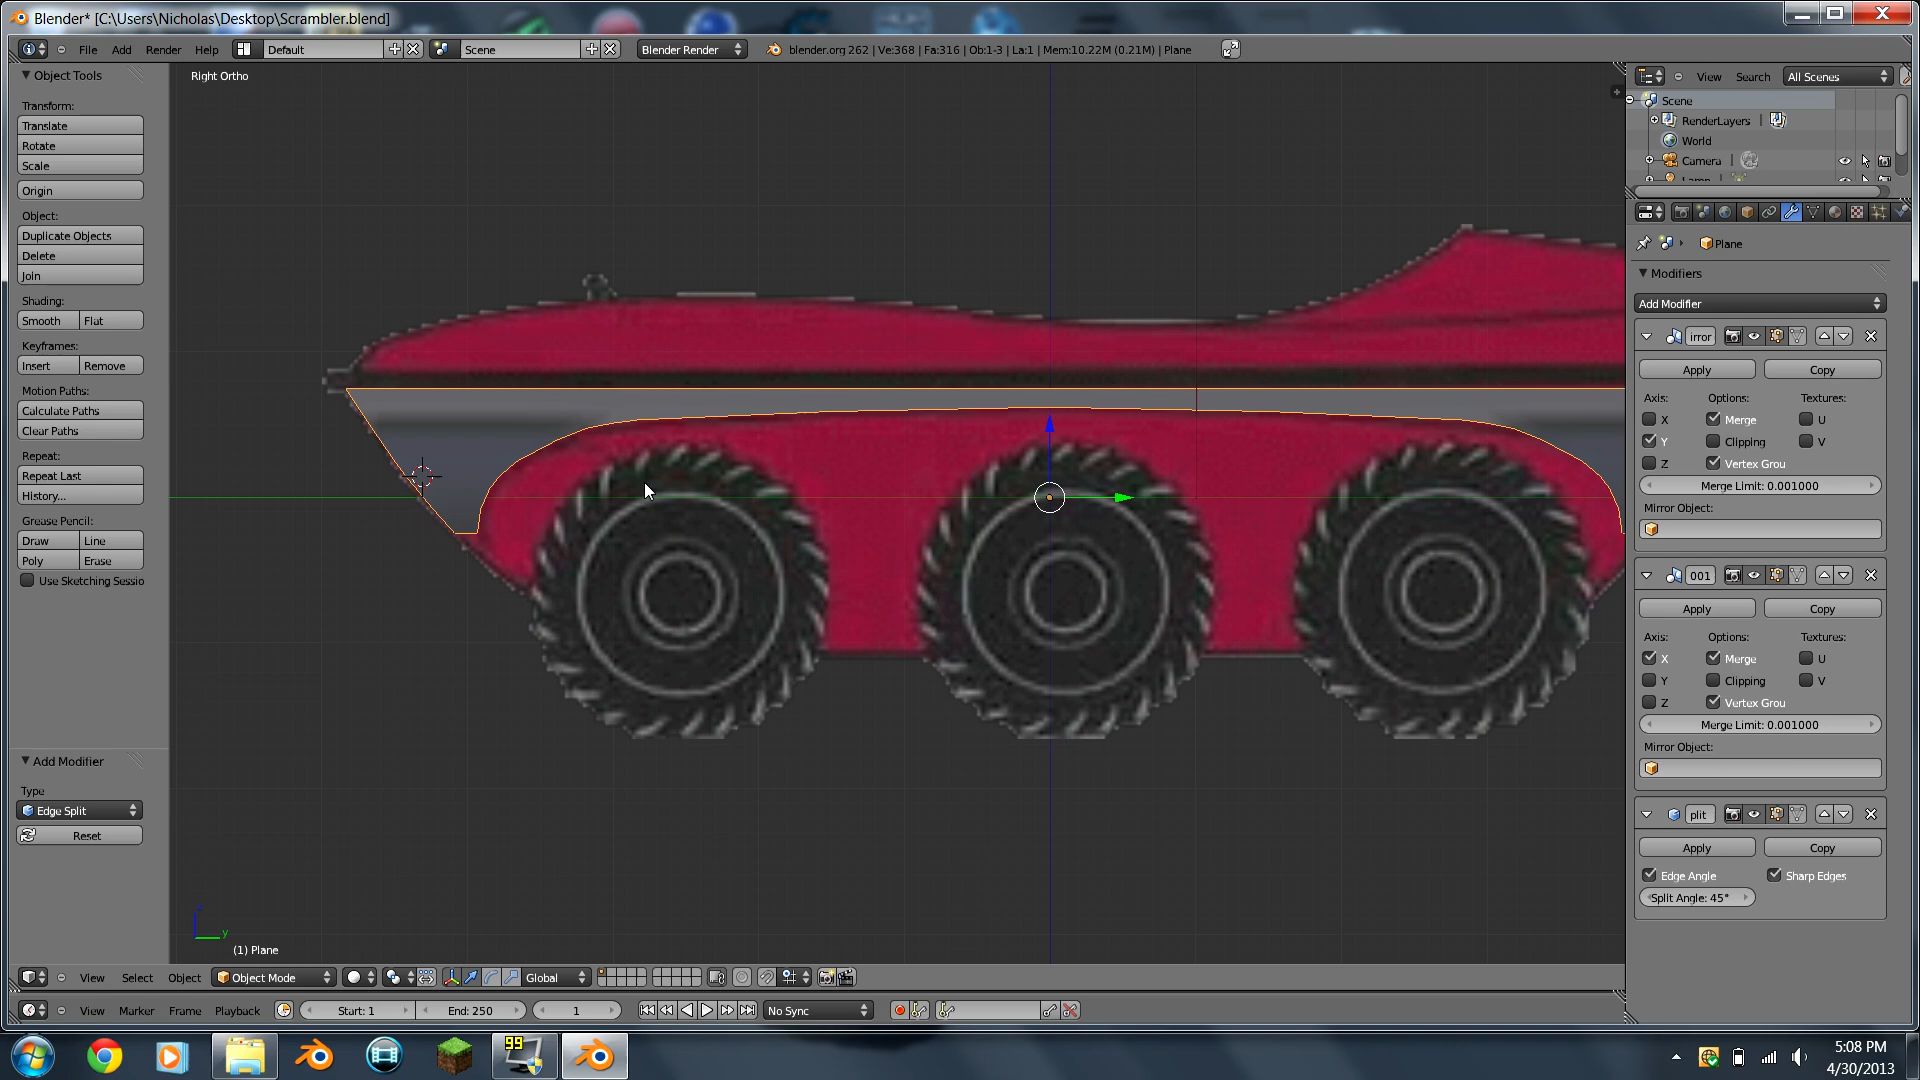 Blender* [C:\Users\Nicholas\Desktop\Scrambler.blend]
File Add Render Help Default Scene Blender Render blender.org 262 | Ve:368 | Fa:316 | Ob:1-3 | La:1 | Mem:10.22M (0.21M) | Plane
Object Tools
Transform:
Translate
Rotate
Scale
Origin
Object:
Duplicate Objects
Delete
Join
Shading:
Smooth Flat
Keyframes:
Insert Remove
Motion Paths:
Calculate Paths
Clear Paths
Repeat:
Repeat Last
History...
Grease Pencil:
Draw Line
Poly Erase
Use Sketching Sessio
Add Modifier
Type
Edge Split
Reset
Right Ortho
z
y
(1) Plane
View Search All Scenes
Scene
RenderLayers |
World
Camera |
Plane
Modifiers
Add Modifier
irror
Apply Copy
Axis: Options: Textures:
X Merge U
Y Clipping V
Z Vertex Grou
Merge Limit: 0.001000
Mirror Object:
001
Apply Copy
Axis: Options: Textures:
X Merge U
Y Clipping V
Z Vertex Grou
Merge Limit: 0.001000
Mirror Object:
plit
Apply Copy
Edge Angle Sharp Edges
Split Angle: 45°
View Select Object Object Mode Global
View Marker Frame Playback Start: 1 End: 250 1 No Sync
99
5:08 PM
4/30/2013